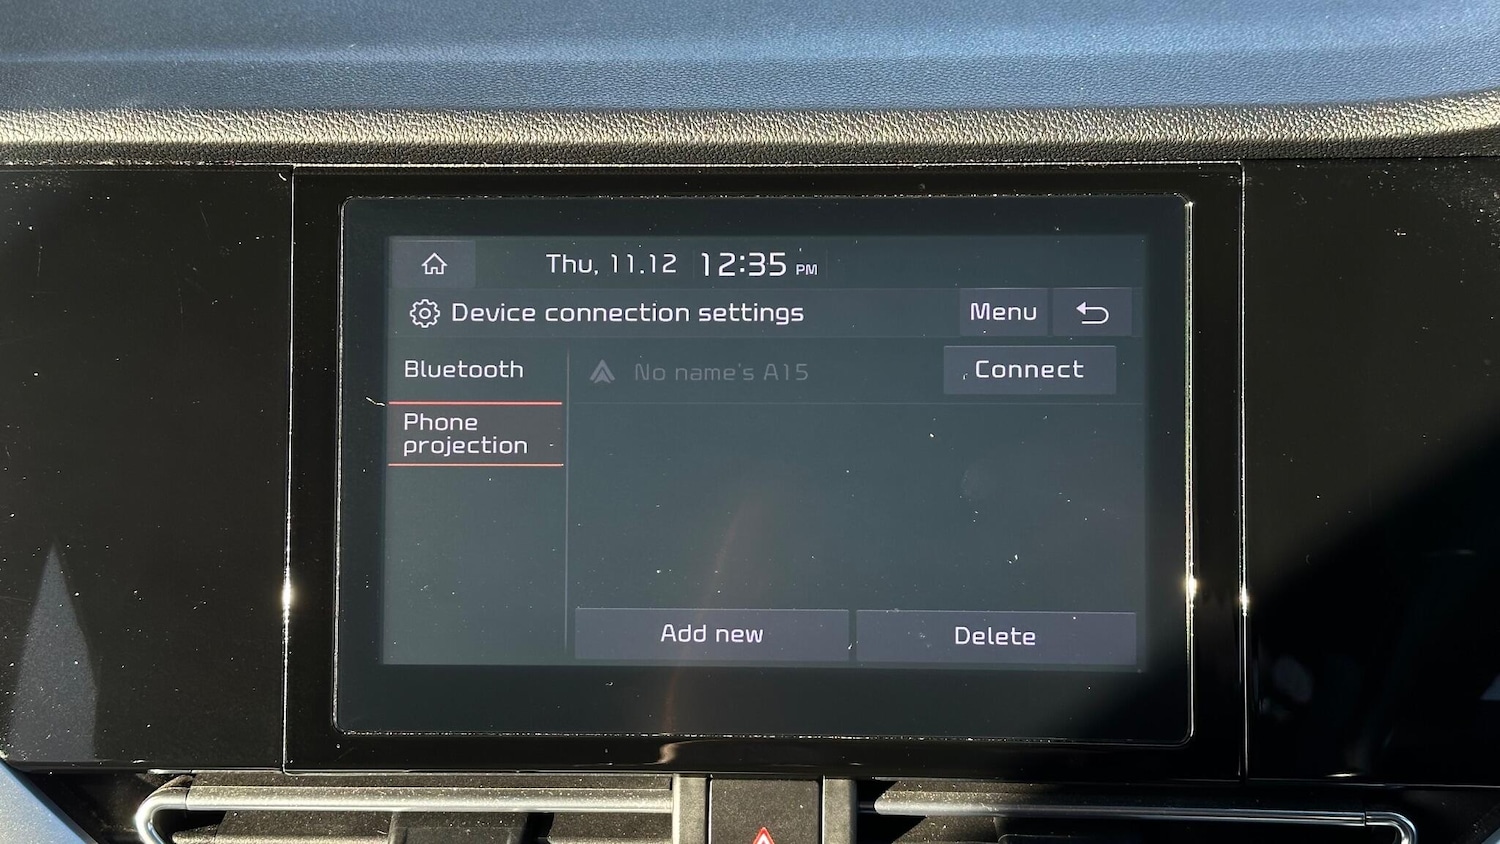 Thu, 11.12 12:35 PM
Device connection settings Menu
Bluetooth
No name's A15 Connect
Phone
projection
Add new Delete